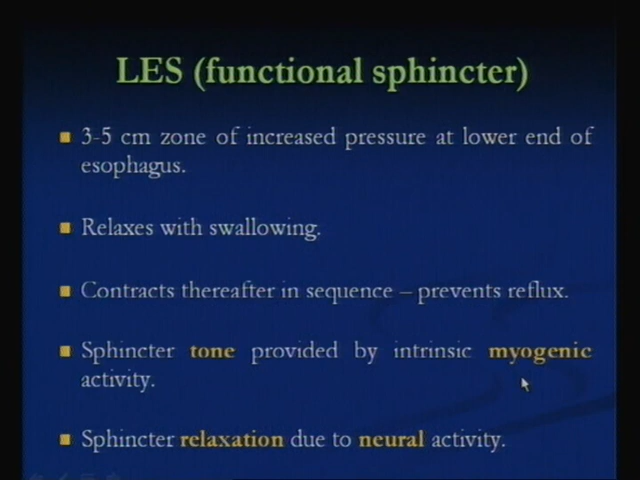 LES (functional sphincter)
3-5 cm zone of increased pressure at lower end of
esophagus.
Relaxes with swallowing.
Contracts thereafter in sequence – prevents reflux.
Sphincter tone provided by intrinsic myogenic
activity.
Sphincter relaxation due to neural activity.